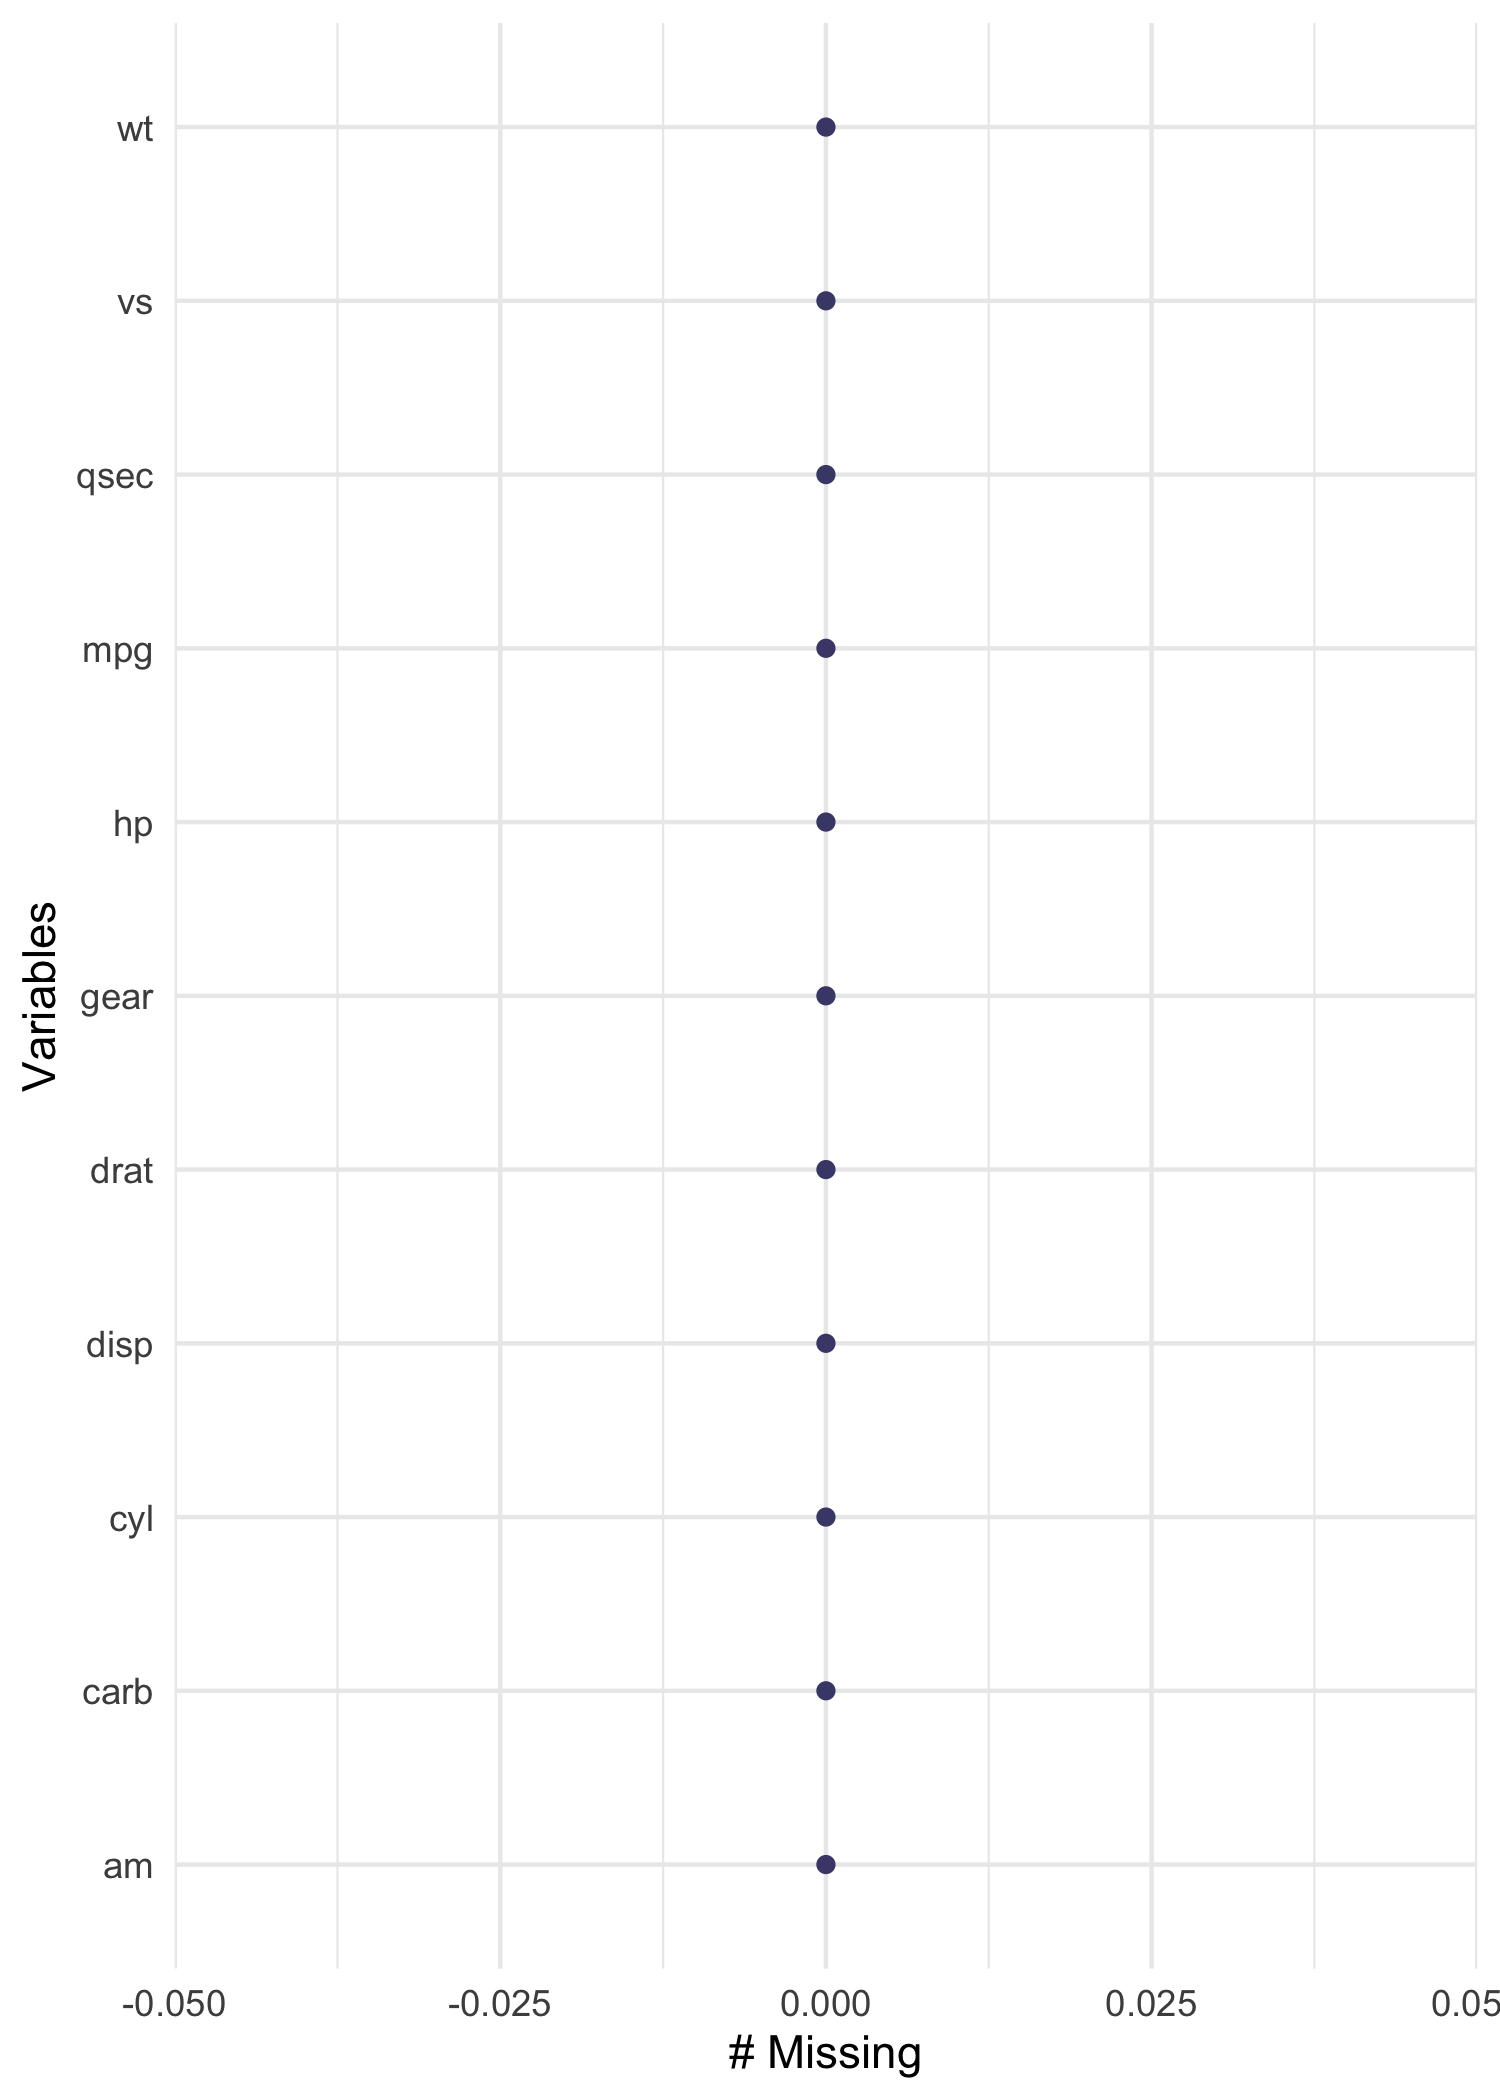 wt
vs
qsec
mpg
hp
gear
drat
disp
cyl
carb
am
Variables
-0.050 -0.025 0.000 0.025 0.05
# Missing